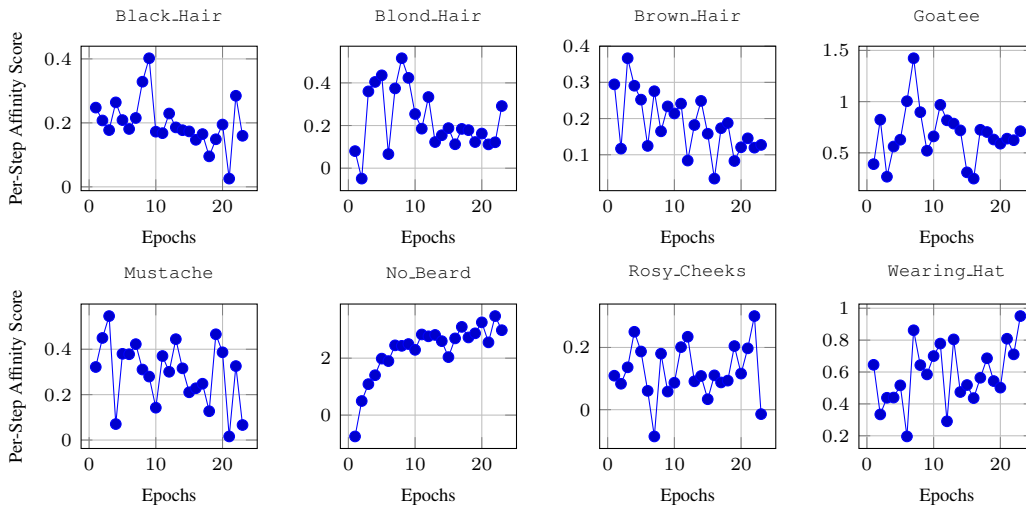 Black_Hair Blond_Hair Brown_Hair Goatee
Per-Step Affinity Score
0.4
0.2
0
0 10 20
Epochs
0.4
0.2
0
0 10 20
Epochs
0.4
0.3
0.2
0.1
0 10 20
Epochs
1.5
1
0.5
0 10 20
Epochs
Mustache No_Beard Rosy_Cheeks Wearing_Hat
Per-Step Affinity Score
0.4
0.2
0
0 10 20
Epochs
2
0
0 10 20
Epochs
0.2
0
0 10 20
Epochs
1
0.8
0.6
0.4
0.2
0 10 20
Epochs